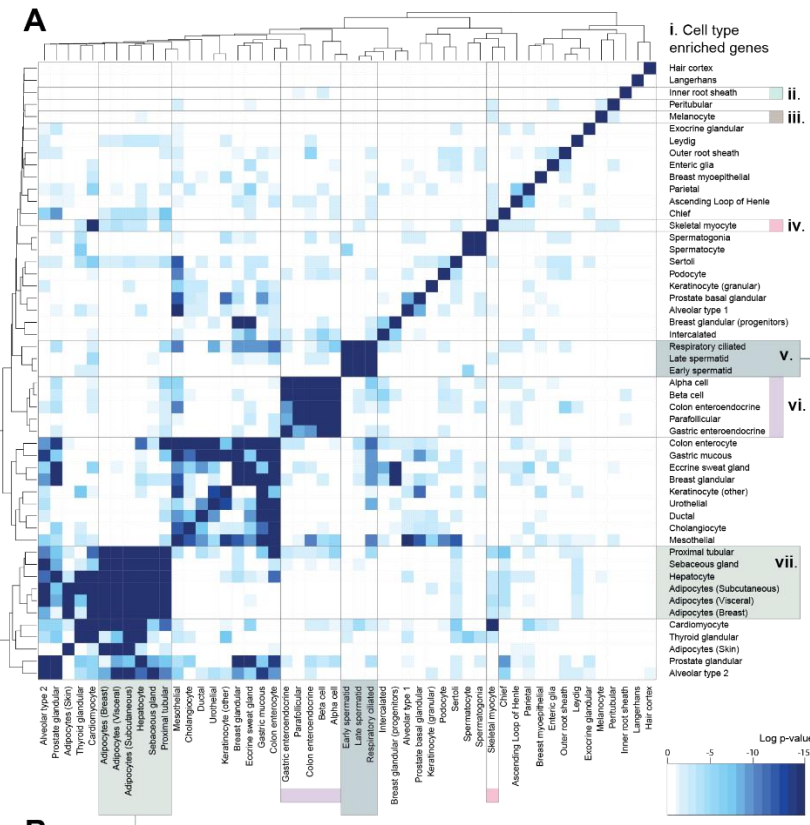 A
i. Cell type
enriched genes
Hair cortex
Langerhans
Inner root sheath
ii.
Peritubular
Melanocyte
iii.
Exocrine glandular
Leydig
Outer root sheath
Enteric glia
Breast myoepithelial
Parietal
Ascending Loop of Henle
Chief
Skeletal myocyte
iv.
Spermatogonia
Spermatocyte
Sertoli
Podocyte
Keratinocyte (granular)
Prostate basal glandular
Alveolar type 1
Breast glandular (progenitors)
Intercalated
Respiratory ciliated
Late spermatid
v.
Early spermatid
Alpha cell
Beta cell
Colon enteroendocrine
vi.
Parafollicular
Gastric enteroendocrine
Colon enterocyte
Gastric mucous
Eccrine sweat gland
Breast glandular
Keratinocyte (other)
Urothelial
Ductal
Cholangiocyte
Mesothelial
Proximal tubular
vii.
Sebaceous gland
Hepatocyte
Adipocytes (Subcutaneous)
Adipocytes (Visceral)
Adipocytes (Breast)
Cardiomyocyte
Thyroid glandular
Adipocytes (Skin)
Prostate glandular
Alveolar type 2
Alveolar type 2
Prostate glandular
Adipocytes (Skin)
Thyroid glandular
Cardiomyocyte
Adipocytes (Breast)
Adipocytes (Visceral)
Adipocytes (Subcutaneous)
Hepatocyte
Sebaceous gland
Proximal tubular
Mesothelial
Cholangiocyte
Ductal
Urothelial
Keratinocyte (other)
Breast glandular
Eccrine sweat gland
Gastric mucous
Colon enterocyte
Gastric enteroendocrine
Parafollicular
Colon enteroendocrine
Beta cell
Alpha cell
Early spermatid
Late spermatid
Respiratory ciliated
Intercalated
Breast glandular (progenitors)
Alveolar type 1
Prostate basal glandular
Keratinocyte (granular)
Podocyte
Sertoli
Spermatocyte
Spermatogonia
Skeletal myocyte
Chief
Ascending Loop of Henle
Parietal
Breast myoepithelial
Enteric glia
Outer root sheath
Leydig
Exocrine glandular
Melanocyte
Peritubular
Inner root sheath
Langerhans
Hair cortex
Log p-value
0 -5 -10 -15